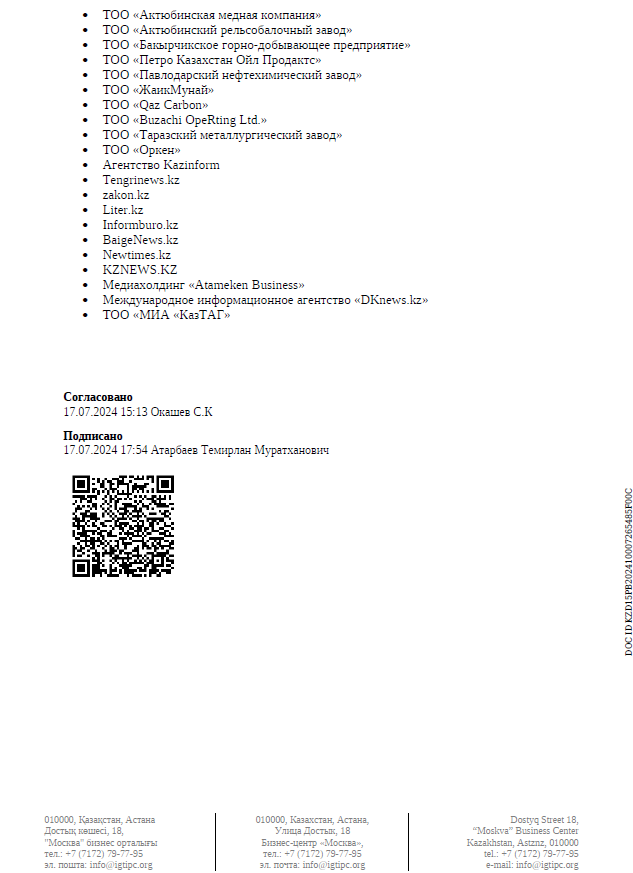 • ТОО «Актюбинская медная компания»
• ТОО «Актюбинский рельсобалочный завод»
• ТОО «Бакырчикское горно-добывающее предприятие»
• ТОО «Петро Казахстан Ойл Продактс»
• ТОО «Павлодарский нефтехимический завод»
• ТОО «ЖаикМунай»
• ТОО «Qaz Carbon»
• ТОО «Buzachi OpeRting Ltd.»
• ТОО «Таразский металлургический завод»
• ТОО «Оркен»
• Агентство Kazinform
• Tengrinews.kz
• zakon.kz
• Liter.kz
• Informburo.kz
• BaigeNews.kz
• Newtimes.kz
• KZNEWS.KZ
• Медиахолдинг «Atameken Business»
• Международное информационное агентство «DKnews.kz»
• ТОО «МИА «КазТАГ»
Согласовано
17.07.2024 15:13 Окашев С.К
Подписано
17.07.2024 17:54 Атарбаев Темирлан Муратханович
DOC ID KZD15PB202410007265485F00C
010000, Қазақстан, Астана
Достық көшесі, 18,
"Москва" бизнес орталығы
тел.: +7 (7172) 79-77-95
эл. пошта: info@igtipc.org
010000, Казахстан, Астана,
Улица Достык, 18
Бизнес-центр «Москва»,
тел.: +7 (7172) 79-77-95
эл. почта: info@igtipc.org
Dostyq Street 18,
“Moskva” Business Center
Kazakhstan, Astznz, 010000
tel.: +7 (7172) 79-77-95
e-mail: info@igtipc.org